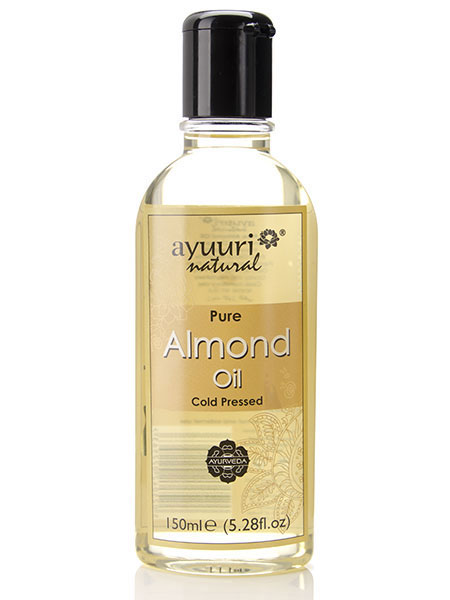 ayuuri®
natural
Pure
Almond
Oil
Cold Pressed
AYURVEDA
150ml℮ (5.28fl.oz)